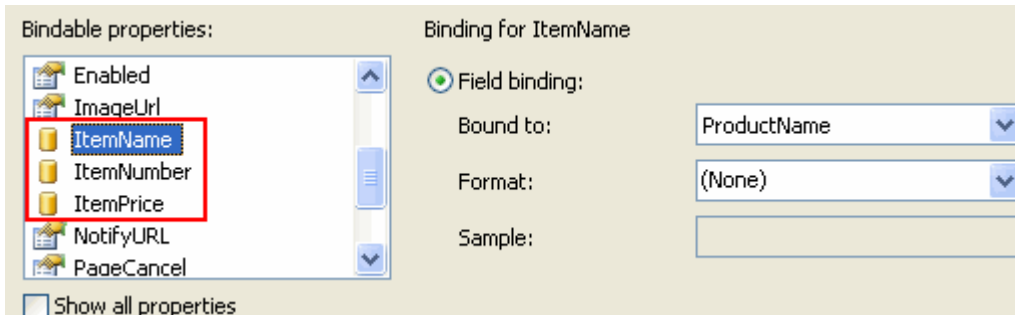 Bindable properties:
Binding for ItemName
Enabled
ImageUrl
ItemName
ItemNumber
ItemPrice
NotifyURL
PageCancel
Show all properties
Field binding:
Bound to: ProductName
Format: (None)
Sample: